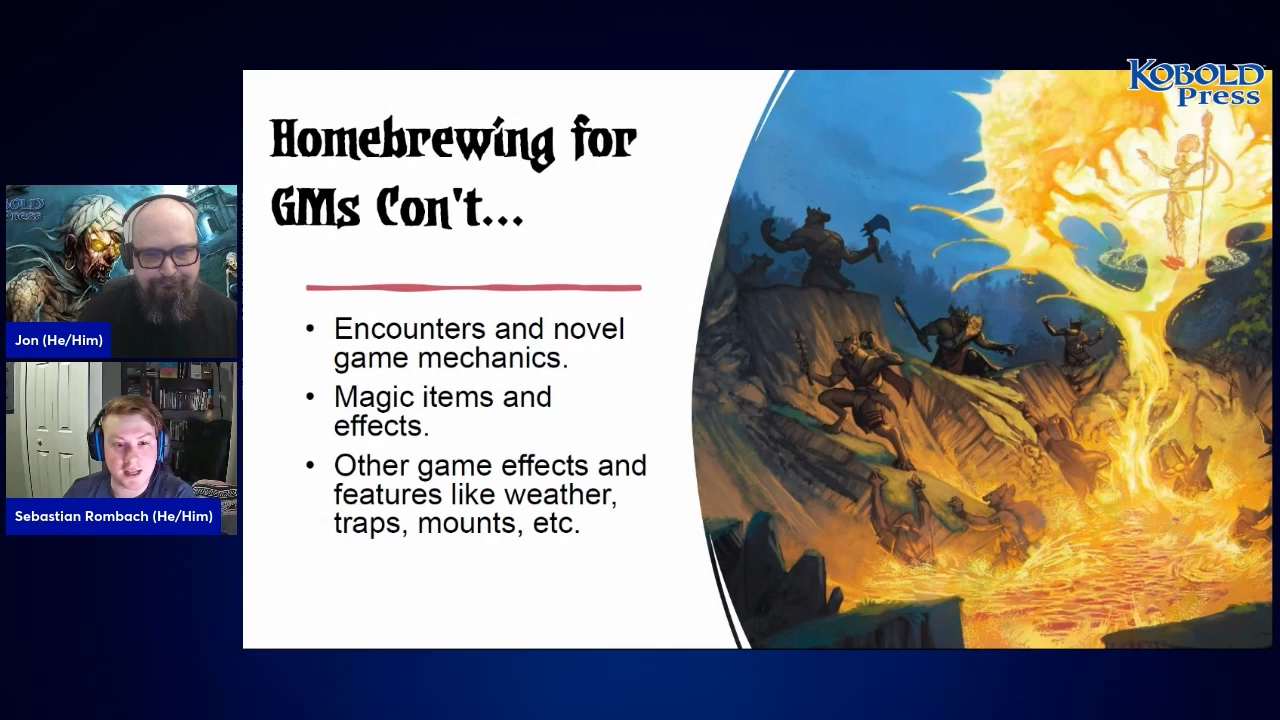 KOBOLD
Press
Homebrewing for
GMs Con't...
• Encounters and novel
game mechanics.
• Magic items and
effects.
• Other game effects and
features like weather,
traps, mounts, etc.
Jon (He/Him)
Sebastian Rombach (He/Him)